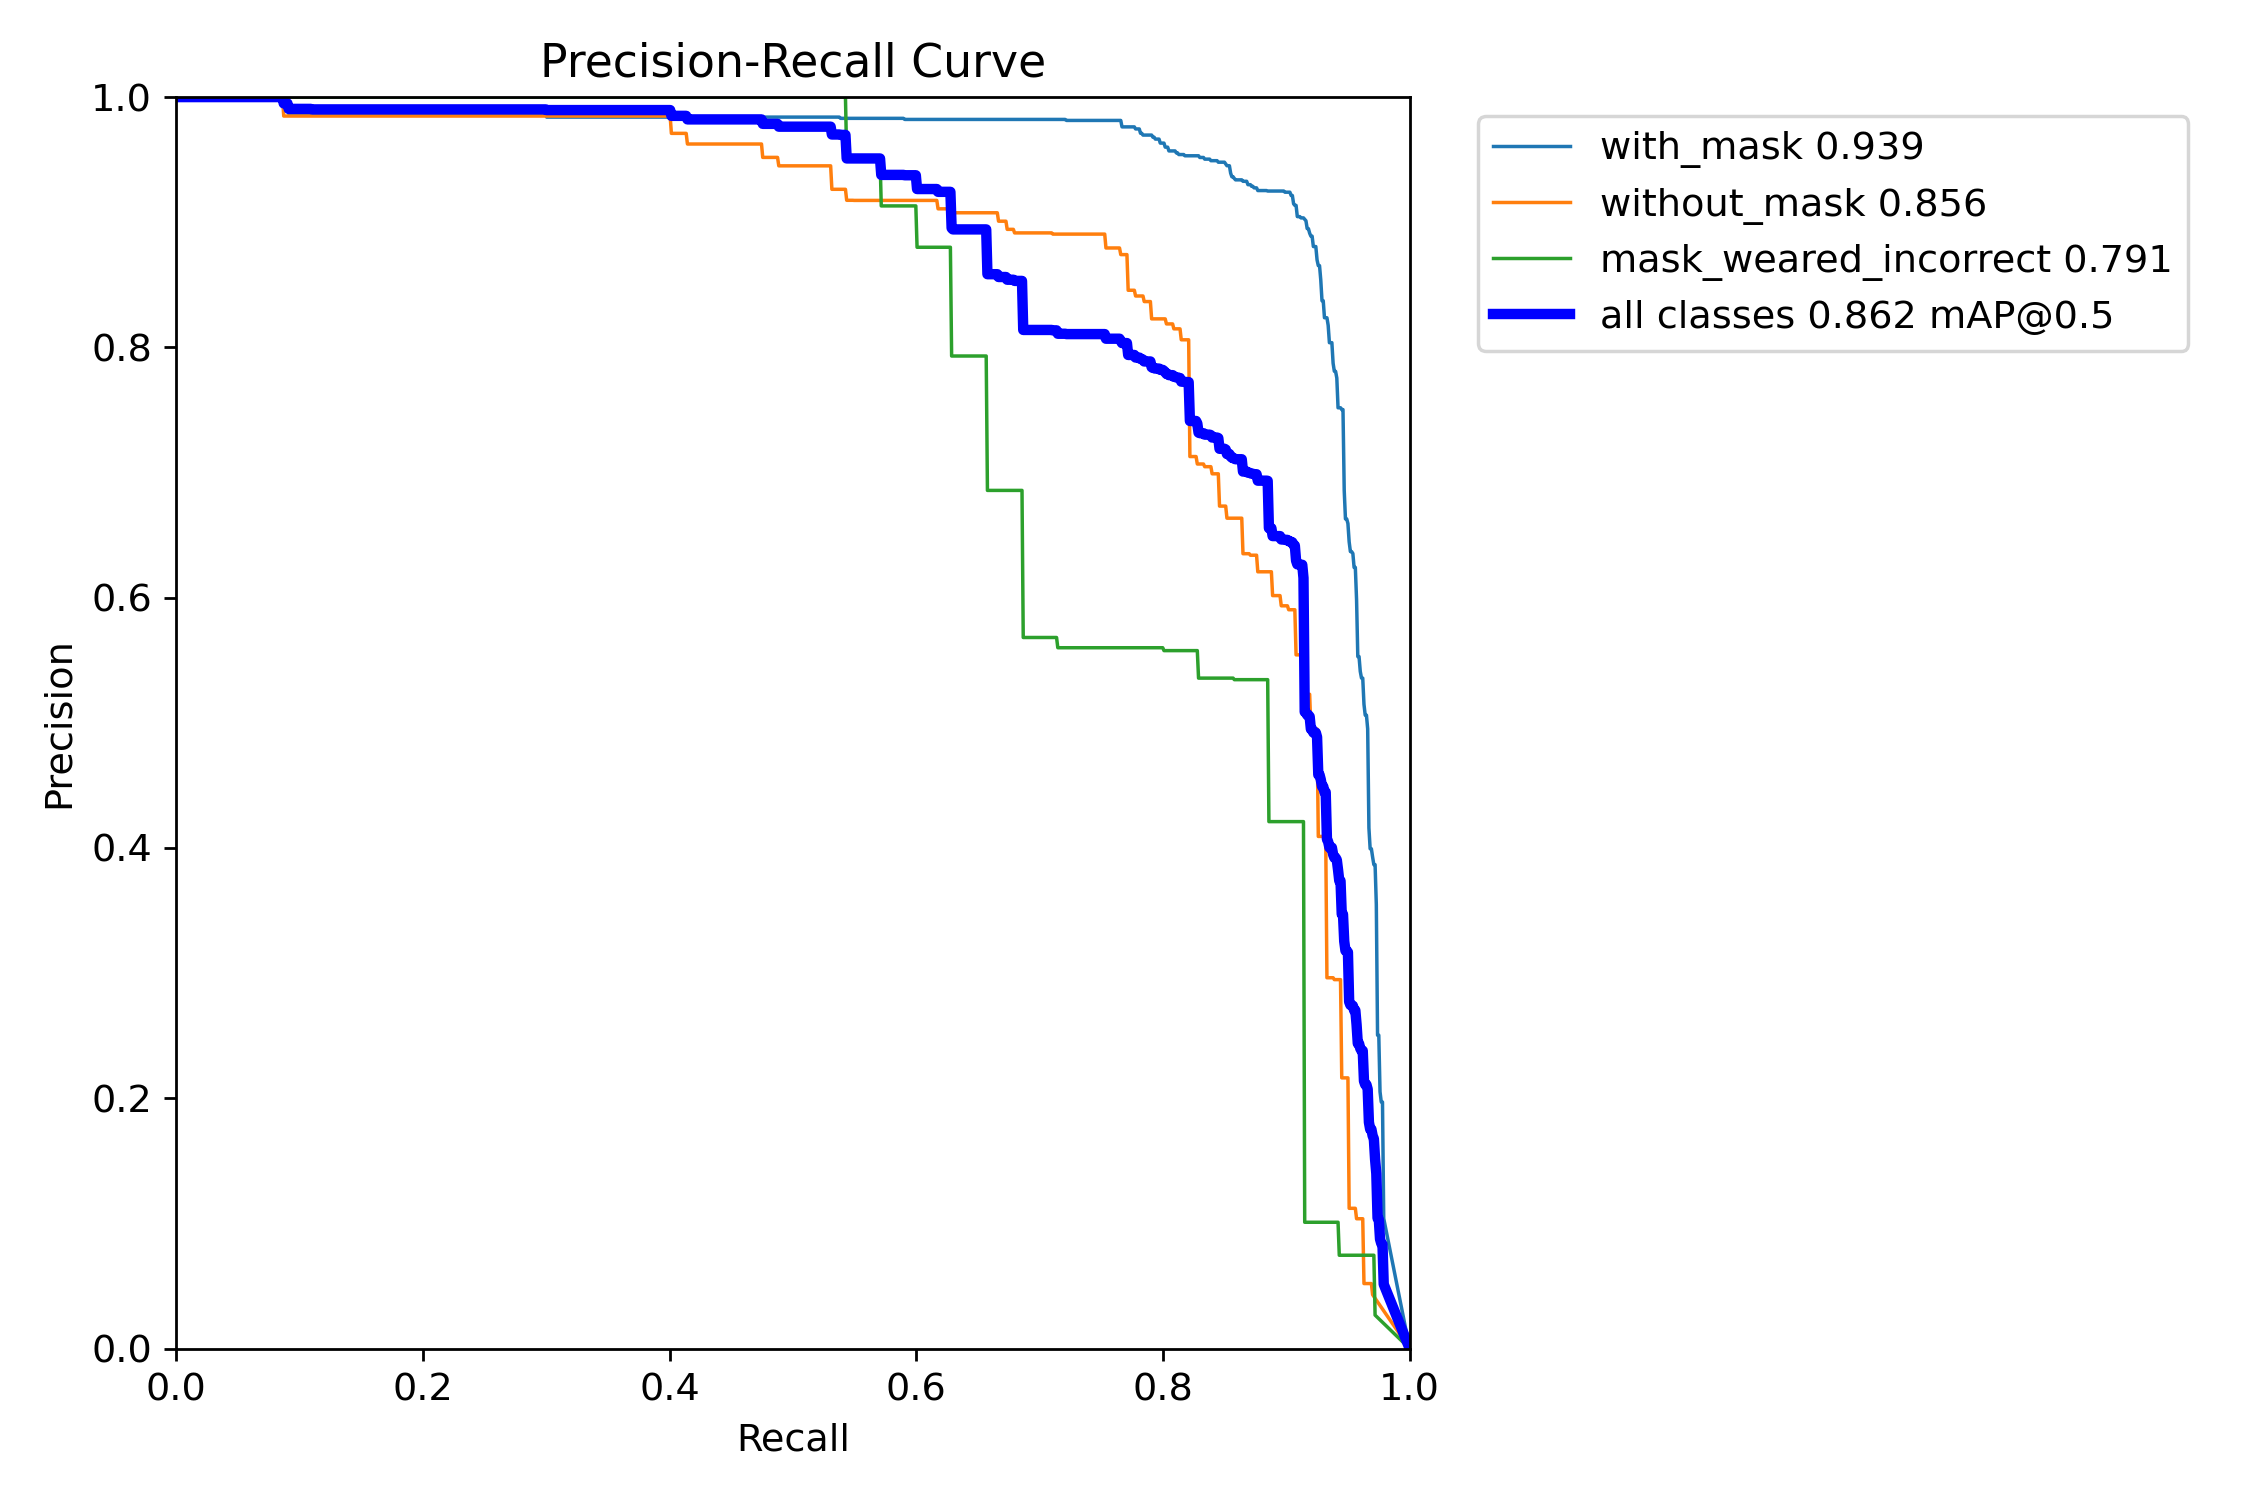 Precision-Recall Curve
1.0
0.8
0.6
0.4
0.2
0.0
Precision
0.0 0.2 0.4 0.6 0.8 1.0
Recall
with_mask 0.939
without_mask 0.856
mask_weared_incorrect 0.791
all classes 0.862 mAP@0.5